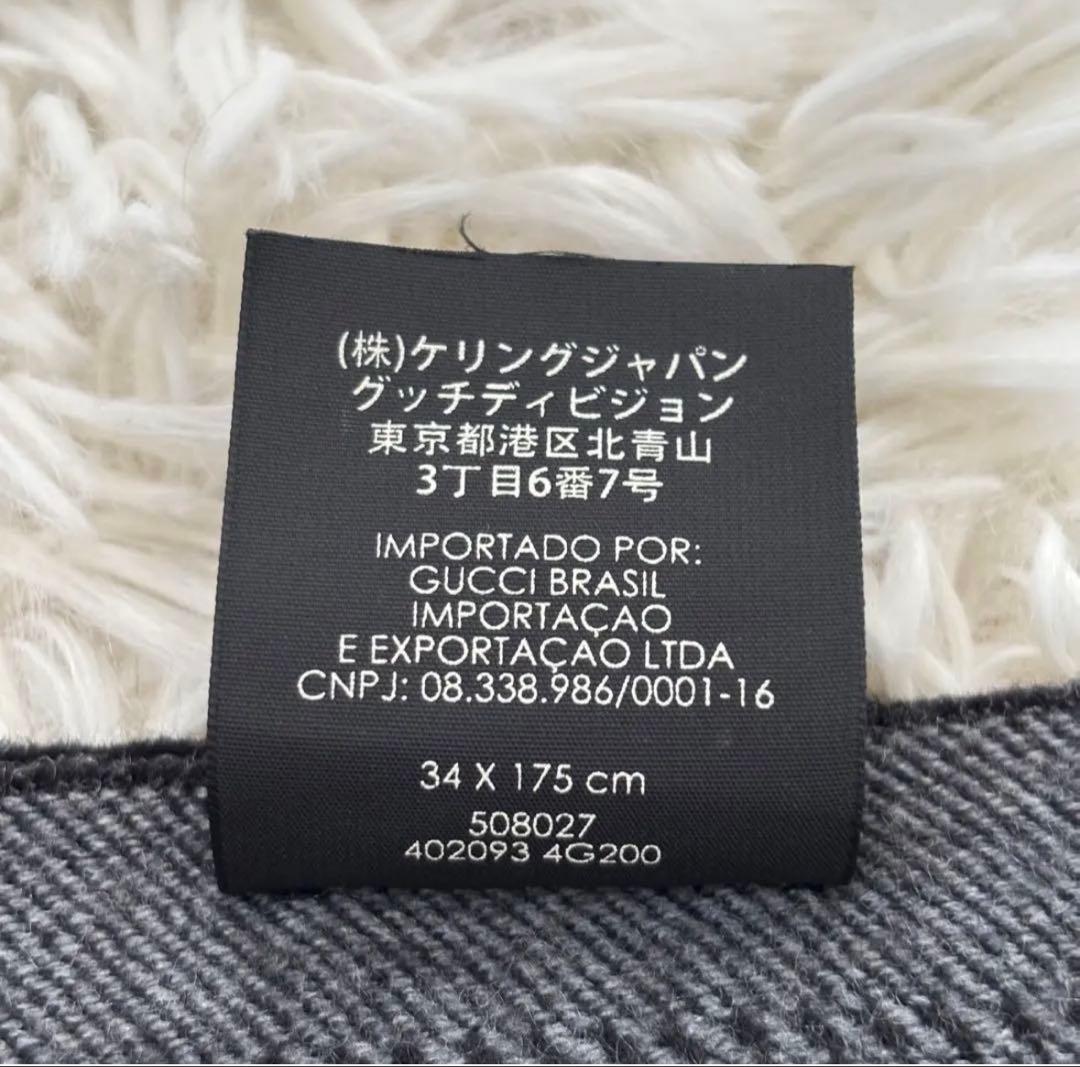 (株)ケリングジャパン
グッチディビジョン
東京都港区北青山
3丁目6番7号
IMPORTADO POR:
GUCCI BRASIL
IMPORTAÇAO
E EXPORTAÇAO LTDA
CNPJ: 08.338.986/0001-16
34 X 175 cm
508027
402093 4G200